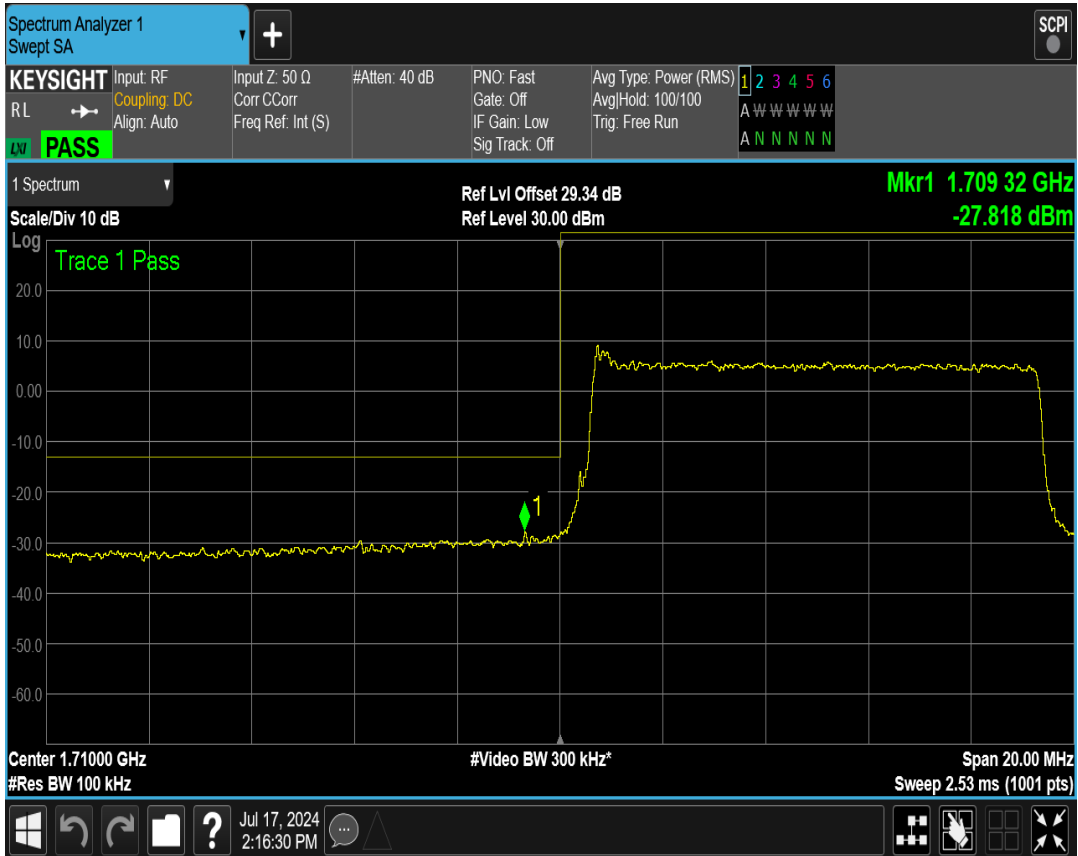 Spectrum Analyzer 1
Swept SA
+
SCPI
KEYSIGHT
RL
LXI
PASS
Input: RF
Coupling: DC
Align: Auto
Input Z: 50 Ω
Corr CCorr
Freq Ref: Int (S)
#Atten: 40 dB
PNO: Fast
Gate: Off
IF Gain: Low
Sig Track: Off
Avg Type: Power (RMS)
Avg|Hold: 100/100
Trig: Free Run
1 2 3 4 5 6
A W W W W W
A N N N N N
1 Spectrum
Scale/Div 10 dB
Ref Lvl Offset 29.34 dB
Ref Level 30.00 dBm
Mkr1 1.709 32 GHz
-27.818 dBm
Log
Trace 1 Pass
20.0
10.0
0.00
-10.0
-20.0
1
-30.0
-40.0
-50.0
-60.0
Center 1.71000 GHz
#Video BW 300 kHz*
Span 20.00 MHz
#Res BW 100 kHz
Sweep 2.53 ms (1001 pts)
?
Jul 17, 2024
2:16:30 PM